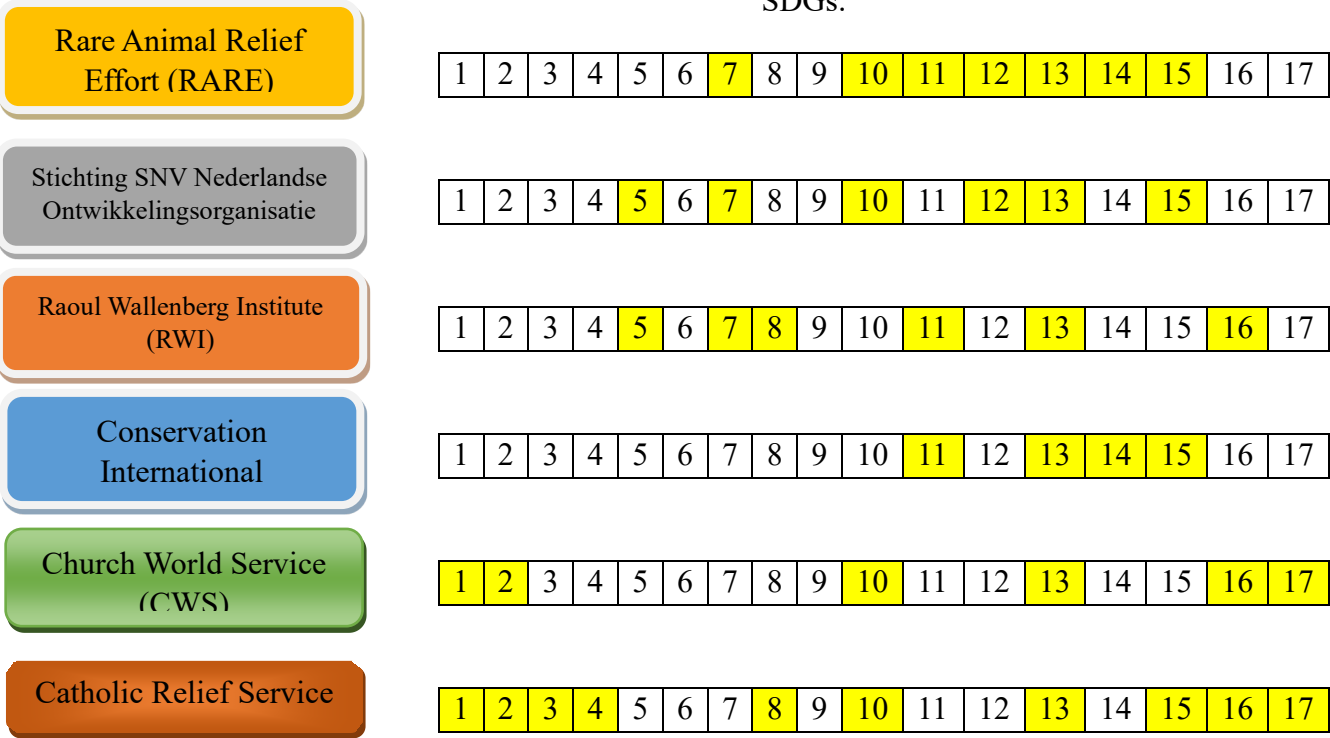 SDGs.
Rare Animal Relief
Effort (RARE)
1 2 3 4 5 6 7 8 9 10 11 12 13 14 15 16 17
Stichting SNV Nederlandse
Ontwikkelingsorganisatie
1 2 3 4 5 6 7 8 9 10 11 12 13 14 15 16 17
Raoul Wallenberg Institute
(RWI)
1 2 3 4 5 6 7 8 9 10 11 12 13 14 15 16 17
Conservation
International
1 2 3 4 5 6 7 8 9 10 11 12 13 14 15 16 17
Church World Service
(CWS)
1 2 3 4 5 6 7 8 9 10 11 12 13 14 15 16 17
Catholic Relief Service
1 2 3 4 5 6 7 8 9 10 11 12 13 14 15 16 17